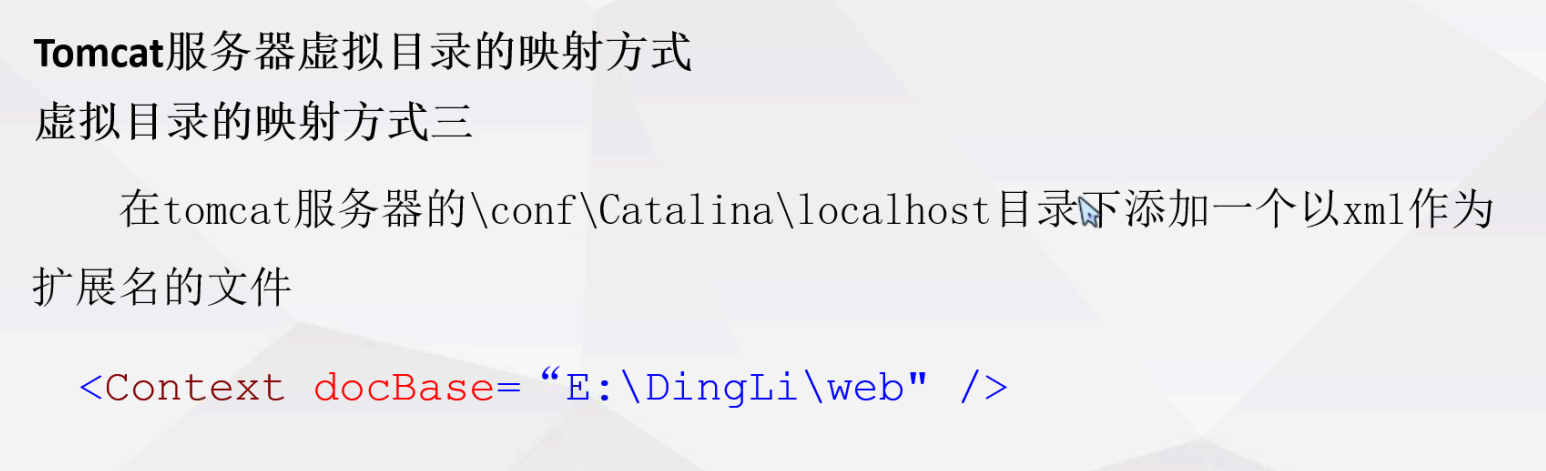 Tomcat服务器虚拟目录的映射方式
虚拟目录的映射方式三
在tomcat服务器的\conf\Catalina\localhost目录下添加一个以xml作为
扩展名的文件
<Context docBase=“E:\DingLi\web" />